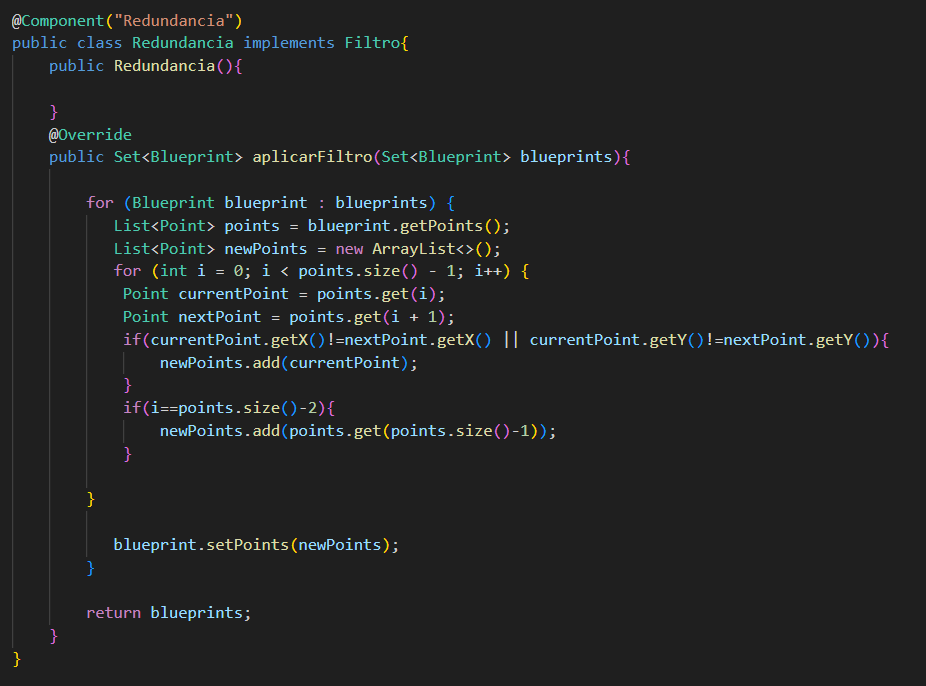 @Component("Redundancia")
public class Redundancia implements Filtro{
    public Redundancia(){

    }
    @Override
    public Set<Blueprint> aplicarFiltro(Set<Blueprint> blueprints){

        for (Blueprint blueprint : blueprints) {
           List<Point> points = blueprint.getPoints();
           List<Point> newPoints = new ArrayList<>();
           for (int i = 0; i < points.size() - 1; i++) {
            Point currentPoint = points.get(i);
            Point nextPoint = points.get(i + 1);
            if(currentPoint.getX()!=nextPoint.getX() || currentPoint.getY()!=nextPoint.getY()){
                newPoints.add(currentPoint);
            }
            if(i==points.size()-2){
                newPoints.add(points.get(points.size()-1));
            }

        }

           blueprint.setPoints(newPoints);
        }

        return blueprints;
    }
}